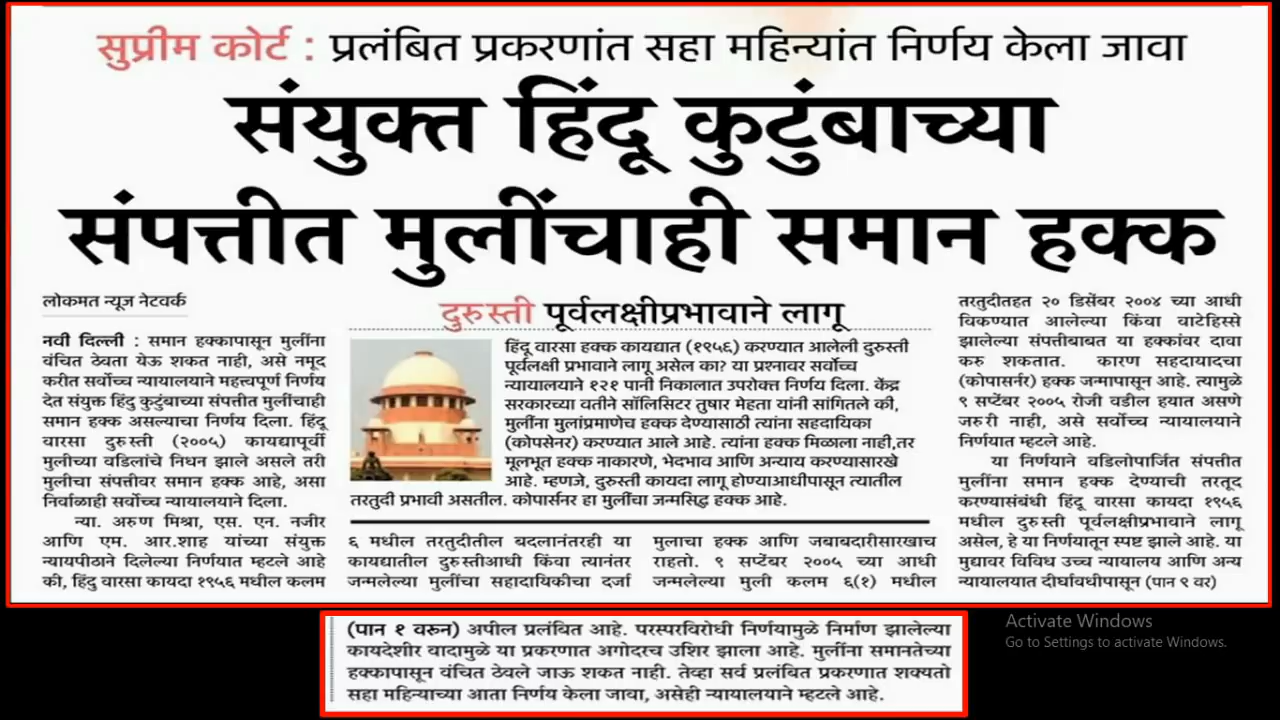 सुप्रीम कोर्ट : प्रलंबित प्रकरणांत सहा महिन्यांत निर्णय केला जावा
संयुक्त हिंदू कुटुंबाच्या
संपत्तीत मुलींचाही समान हक्क
लोकमत न्यूज नेटवर्क
नवी दिल्ली : समान हक्कापासून मुलींना
वंचित ठेवता येऊ शकत नाही, असे नमूद
करीत सर्वोच्च न्यायालयाने महत्त्वपूर्ण निर्णय
देत संयुक्त हिंदु कुटुंबाच्या संपत्तीत मुलींचाही
समान हक्क असल्याचा निर्णय दिला. हिंदू
वारसा दुरुस्ती (२००५) कायद्यापूर्वी
मुलीच्या वडिलांचे निधन झाले असले तरी
मुलीचा संपत्तीवर समान हक्क आहे, असा
निर्वाळाही सर्वोच्च न्यायालयाने दिला.
न्या. अरुण मिश्रा, एस. एन. नजीर
आणि एम. आर.शाह यांच्या संयुक्त
न्यायपीठाने दिलेल्या निर्णयात म्हटले आहे
की, हिंदु वारसा कायदा १९५६ मधील कलम
दुरुस्ती पूर्वलक्षीप्रभावाने लागू
हिंदू वारसा हक्क कायद्यात (१९५६) करण्यात आलेली दुरुस्ती
पूर्वलक्षी प्रभावाने लागू असेल का? या प्रश्नावर सर्वोच्च
न्यायालयाने १२१ पानी निकालात उपरोक्त निर्णय दिला. केंद्र
सरकारच्या वतीने सॉलिसिटर तुषार मेहता यांनी सांगितले की,
मुलींना मुलांप्रमाणेच हक्क देण्यासाठी त्यांना सहदायिका
(कोपसेनर) करण्यात आले आहे. त्यांना हक्क मिळाला नाही,तर
मूलभूत हक्क नाकारणे, भेदभाव आणि अन्याय करण्यासारखे
आहे. म्हणजे, दुरुस्ती कायदा लागू होण्याआधीपासून त्यातील
तरतुदी प्रभावी असतील. कोपार्सनर हा मुलींचा जन्मसिद्ध हक्क आहे.
६ मधील तरतुदीतील बदलानंतरही या
कायद्यातील दुरुस्तीआधी किंवा त्यानंतर
जन्मलेल्या मुलींचा सहादायिकीचा दर्जा
मुलाचा हक्क आणि जबाबदारीसारखाच
राहतो. ९ सप्टेंबर २००५ च्या आधी
जन्मलेल्या मुली कलम ६(१) मधील
तरतुदीतहत २० डिसेंबर २००४ च्या आधी
विकण्यात आलेल्या किंवा वाटेहिस्से
झालेल्या संपत्तीबाबत या हक्कांवर दावा
करु शकतात. कारण सहदायादचा
(कोपासर्नर) हक्क जन्मापासून आहे. त्यामुळे
९ सप्टेंबर २००५ रोजी वडील हयात असणे
जरुरी नाही, असे सर्वोच्च न्यायालयाने
निर्णयात म्हटले आहे.
या निर्णयाने वडिलोपार्जित संपत्तीत
मुलींना समान हक्क देण्याची तरतूद
करण्यासंबंधी हिंदू वारसा कायदा १९५६
मधील दुरुस्ती पूर्वलक्षीप्रभावाने लागू
असेल, हे या निर्णयातून स्पष्ट झाले आहे. या
मुद्यावर विविध उच्च न्यायालय आणि अन्य
न्यायालयात दीर्घावधीपासून (पान ९ वर)
(पान १ वरुन) अपील प्रलंबित आहे. परस्परविरोधी निर्णयामुळे निर्माण झालेल्या
कायदेशीर वादामुळे या प्रकरणात अगोदरच उशिर झाला आहे. मुलींना समानतेच्या
हक्कापासून वंचित ठेवले जाऊ शकत नाही. तेव्हा सर्व प्रलंबित प्रकरणात शक्यतो
सहा महिन्याच्या आता निर्णय केला जावा, असेही न्यायालयाने म्हटले आहे.
Activate Windows
Go to Settings to activate Windows.